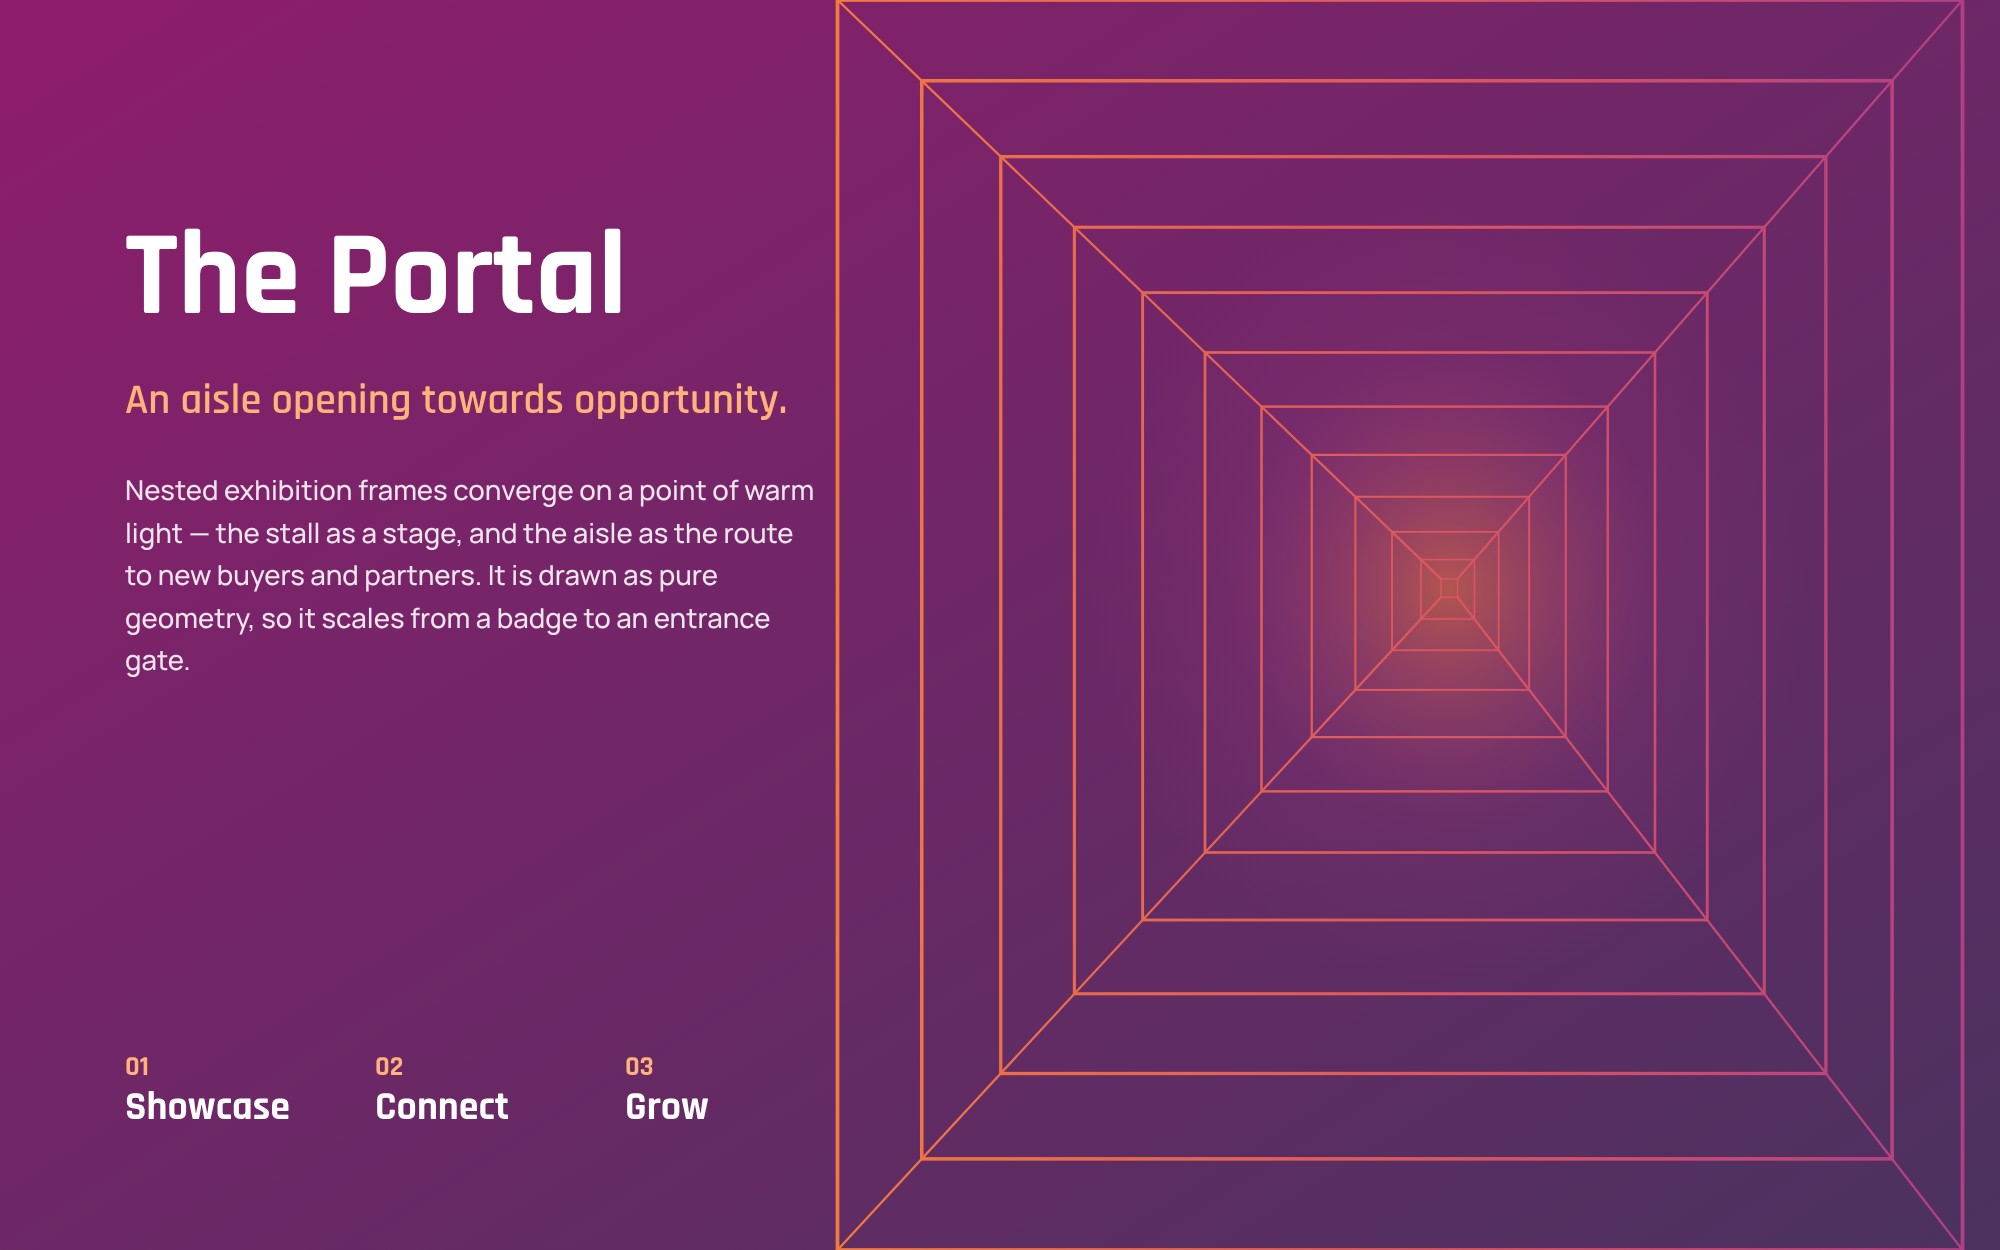 The Portal
An aisle opening towards opportunity.
Nested exhibition frames converge on a point of warm
light — the stall as a stage, and the aisle as the route
to new buyers and partners. It is drawn as pure
geometry, so it scales from a badge to an entrance
gate.
01
Showcase
02
Connect
03
Grow